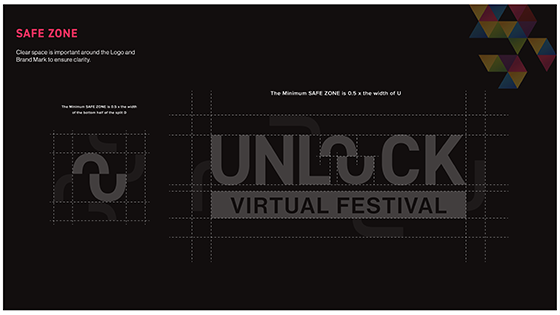 SAFE ZONE
Clear space is important around the Logo and
Brand Mark to ensure clarity.
The Minimum SAFE ZONE is 0.5 x the width
of the bottom half of the split O
The Minimum SAFE ZONE is 0.5 x the width of U
UNLOCK
VIRTUAL FESTIVAL